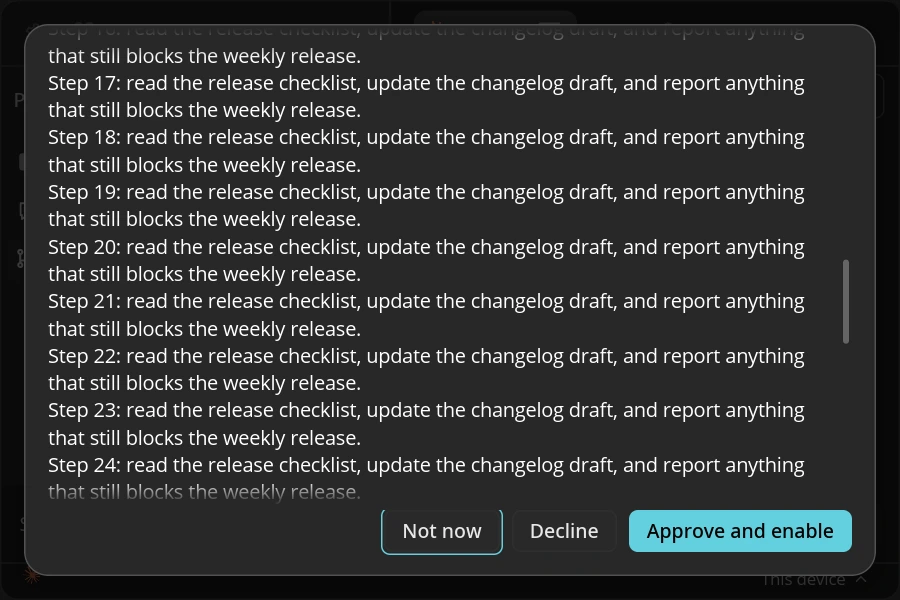 that still blocks the weekly release.
Step 17: read the release checklist, update the changelog draft, and report anything
that still blocks the weekly release.
Step 18: read the release checklist, update the changelog draft, and report anything
that still blocks the weekly release.
Step 19: read the release checklist, update the changelog draft, and report anything
that still blocks the weekly release.
Step 20: read the release checklist, update the changelog draft, and report anything
that still blocks the weekly release.
Step 21: read the release checklist, update the changelog draft, and report anything
that still blocks the weekly release.
Step 22: read the release checklist, update the changelog draft, and report anything
that still blocks the weekly release.
Step 23: read the release checklist, update the changelog draft, and report anything
that still blocks the weekly release.
Step 24: read the release checklist, update the changelog draft, and report anything
that still blocks the weekly release.
Not now
Decline
Approve and enable
This device